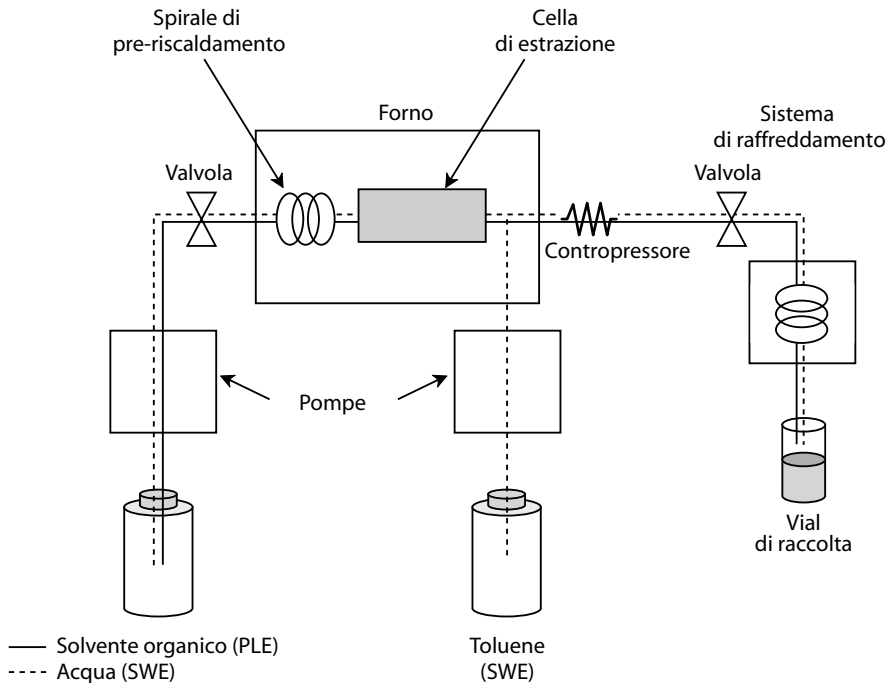 Spirale di
pre-riscaldamento
Cella
di estrazione
Forno
Sistema
di raffreddamento
Valvola
Valvola
Contropressore
Pompe
Vial
di raccolta
Solvente organico (PLE)
Acqua (SWE)
Toluene
(SWE)